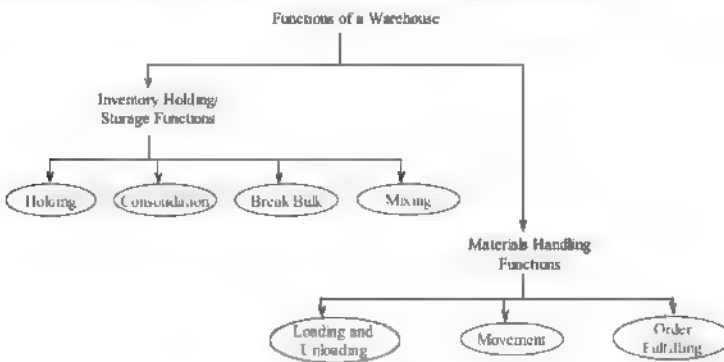 Functions of a Warehouse
Inventory Holding/
Storage Functions
Holding
Consolidation
Break Bulk
Mixing
Materials Handling
Functions
Loading and
Unloading
Movement
Order
Fulfilling